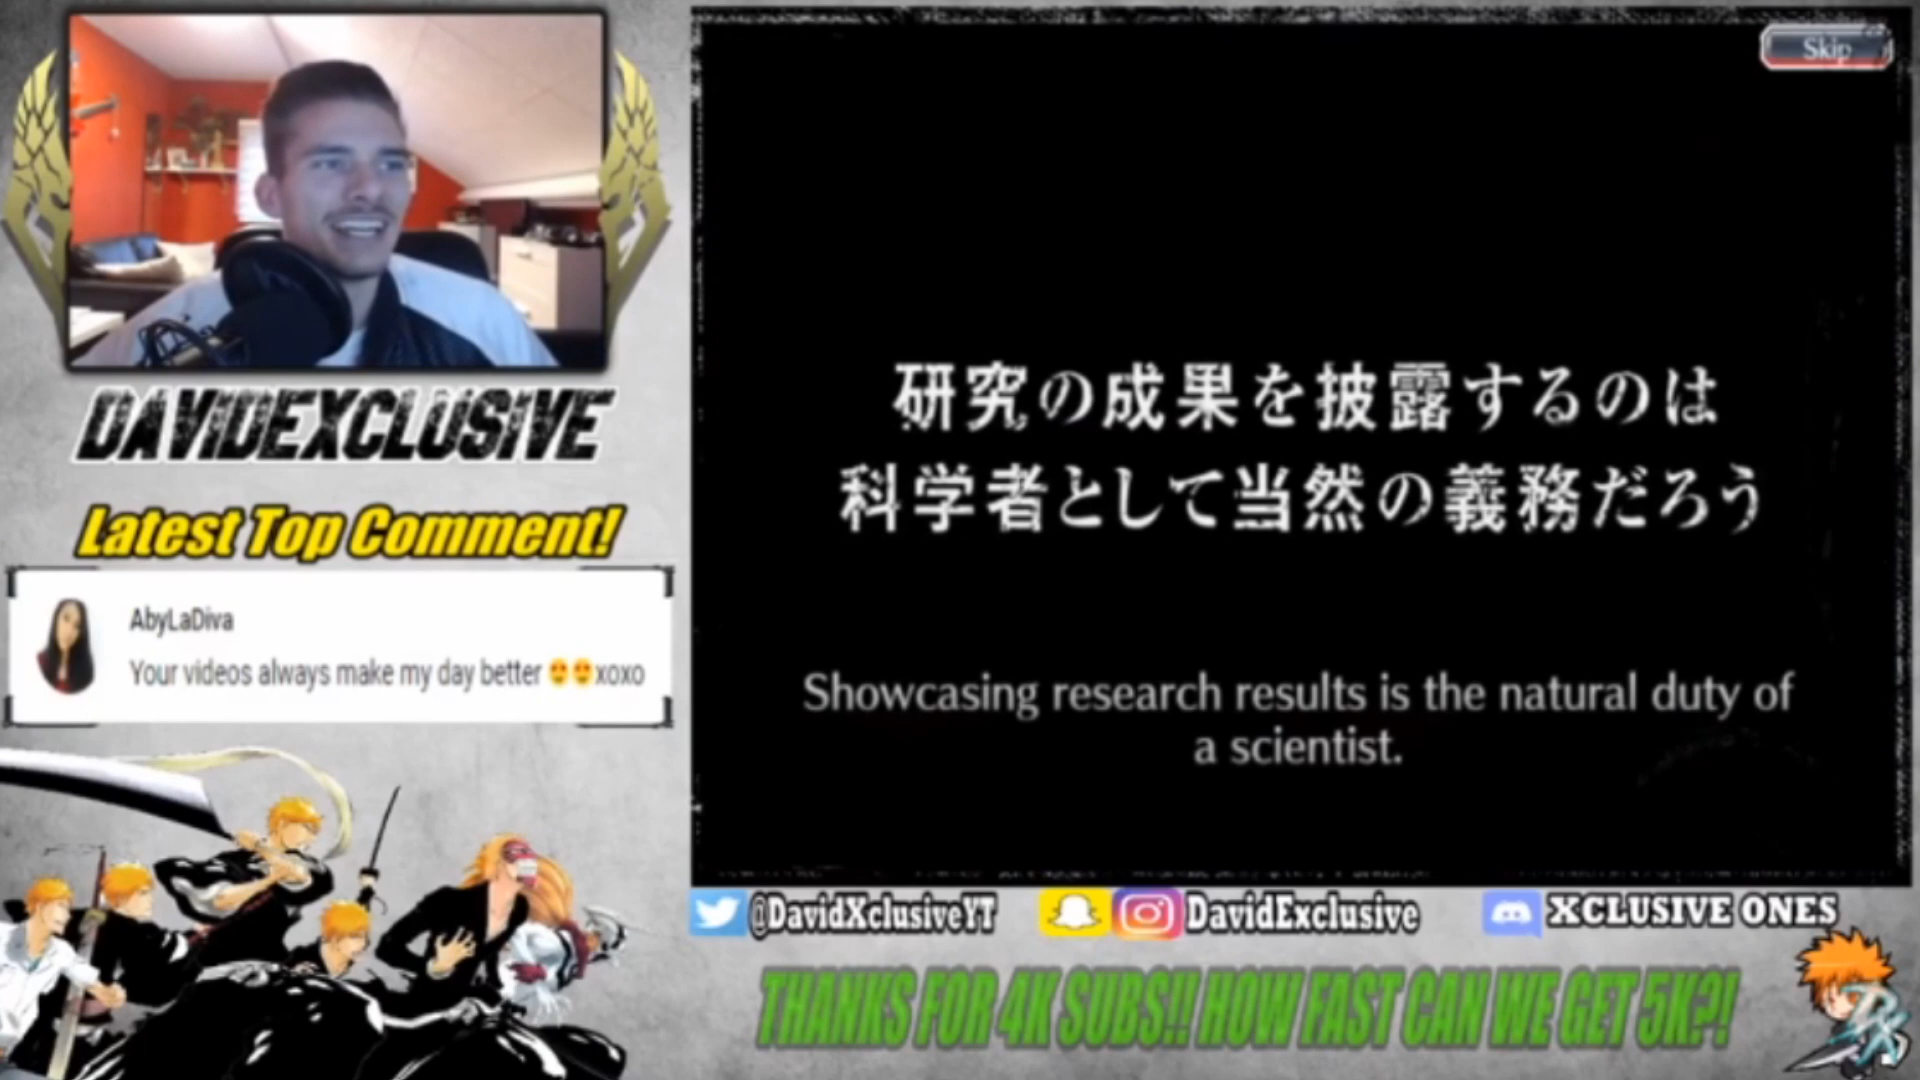 DAVIDEXCLUSIVE
Latest Top Comment!
AbyLaDiva
Your videos always make my day better 😍😍xoxo
Skip
研究の成果を披露するのは
科学者として当然の義務だろう
Showcasing research results is the natural duty of
a scientist.
@DavidXclusiveYT
DavidExclusive
XCLUSIVE ONES
THANKS FOR 4K SUBS!! HOW FAST CAN WE GET 5K?!